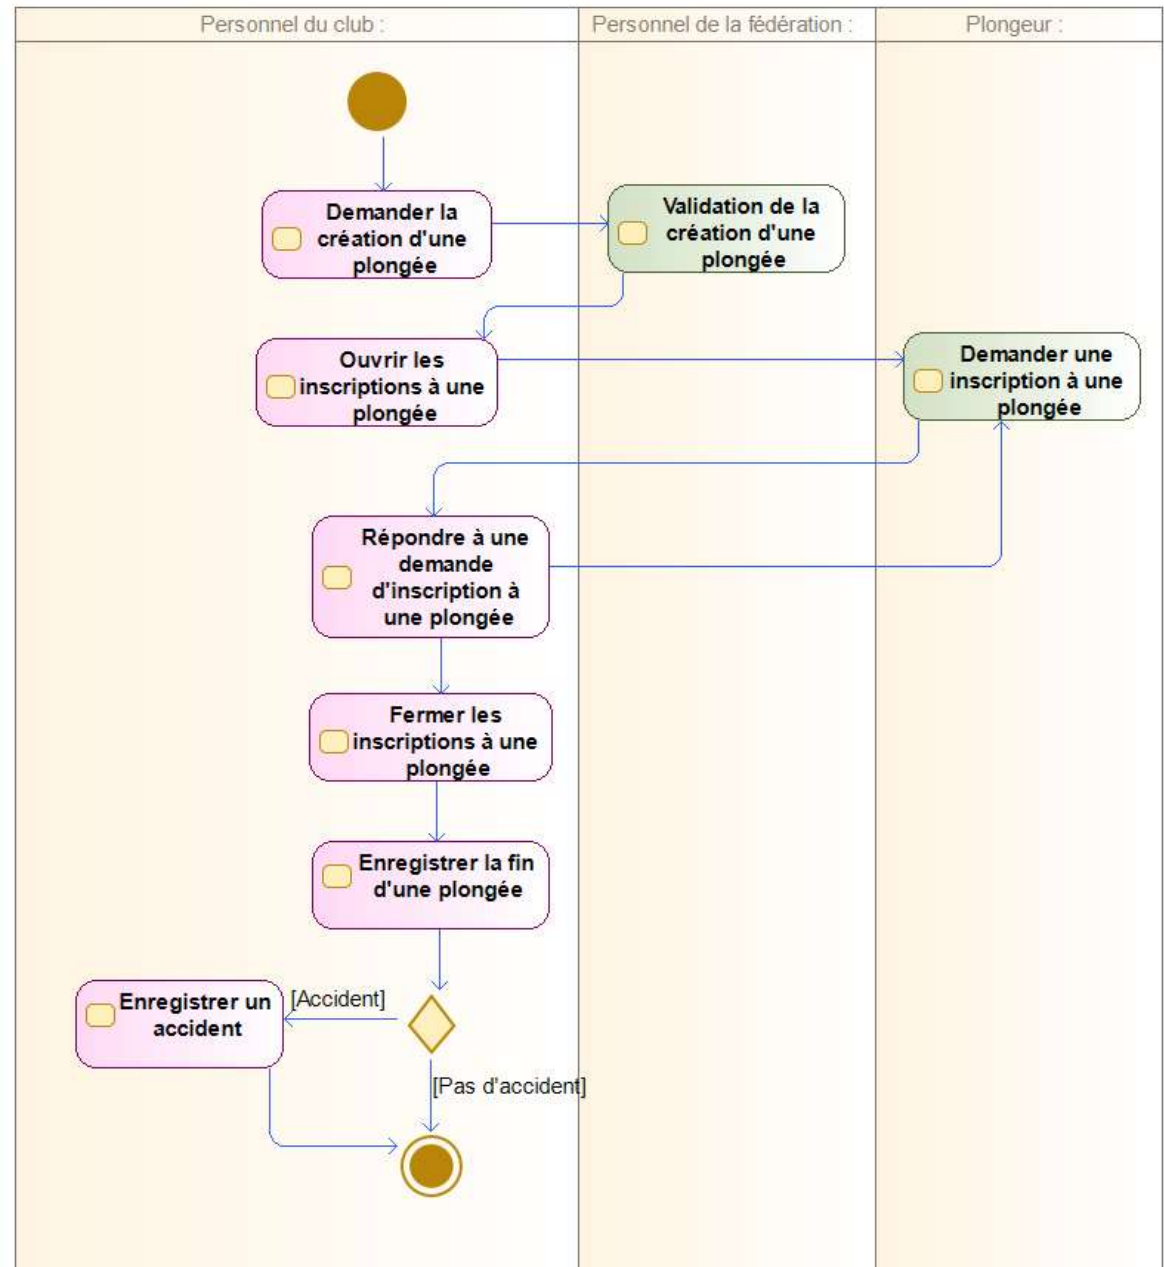 Personnel du club :
Personnel de la fédération :
Plongeur :
Demander la
création d'une
plongée
Validation de la
création d'une
plongée
Ouvrir les
inscriptions à une
plongée
Demander une
inscription à une
plongée
Répondre à une
demande
d'inscription à
une plongée
Fermer les
inscriptions à une
plongée
Enregistrer la fin
d'une plongée
Enregistrer un
accident
[Accident]
[Pas d'accident]